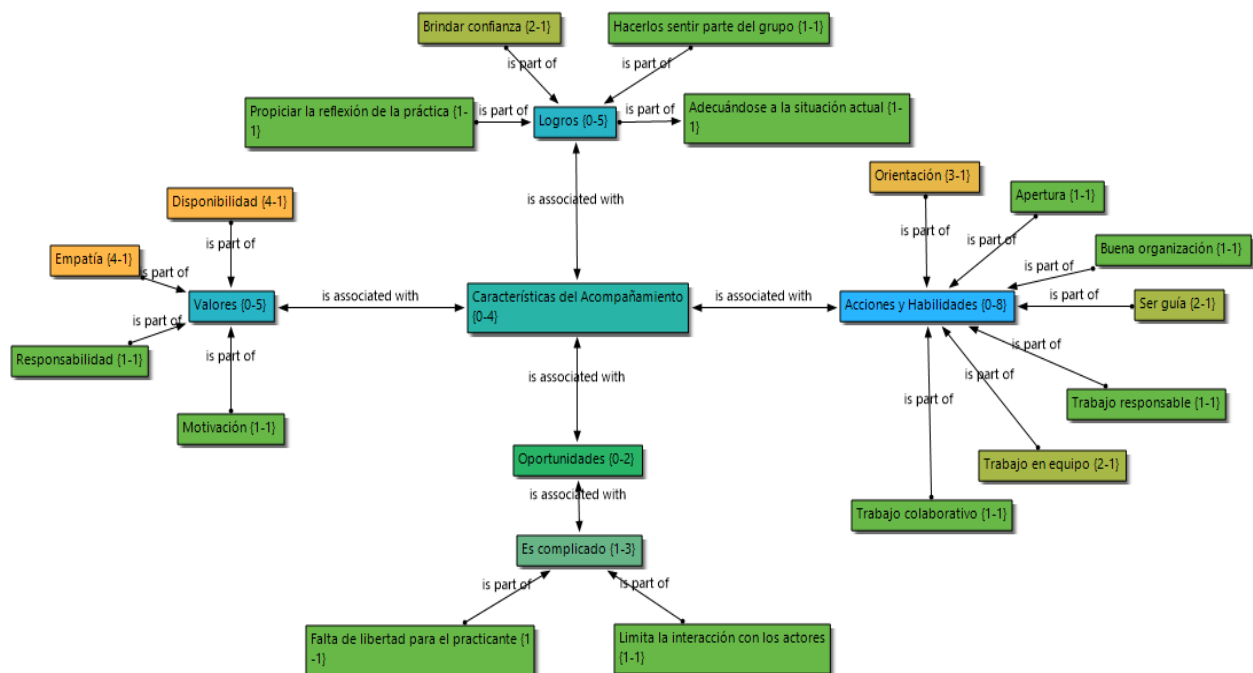 Brindar confianza {2-1}
Hacerlos sentir parte del grupo {1-1}
is part of
is part of
Propiciar la reflexión de la práctica {1-
1}
is part of
Logros {0-5}
is part of
Adecuándose a la situación actual {1-
1}
is associated with
Disponibilidad {4-1}
is part of
Empatía {4-1}
is part of
Valores {0-5}
is part of
Responsabilidad {1-1}
is part of
Motivación {1-1}
is associated with
Características del Acompañamiento
{0-4}
is associated with
Orientación {3-1}
is part of
Apertura {1-1}
is part of
Buena organización {1-1}
is part of
Acciones y Habilidades {0-8}
is part of
Ser guía {2-1}
is part of
Trabajo responsable {1-1}
is part of
Trabajo en equipo {2-1}
is part of
Trabajo colaborativo {1-1}
is associated with
Oportunidades {0-2}
is associated with
Es complicado {1-3}
is part of
is part of
Falta de libertad para el practicante {1
-1}
Limita la interacción con los actores
{1-1}